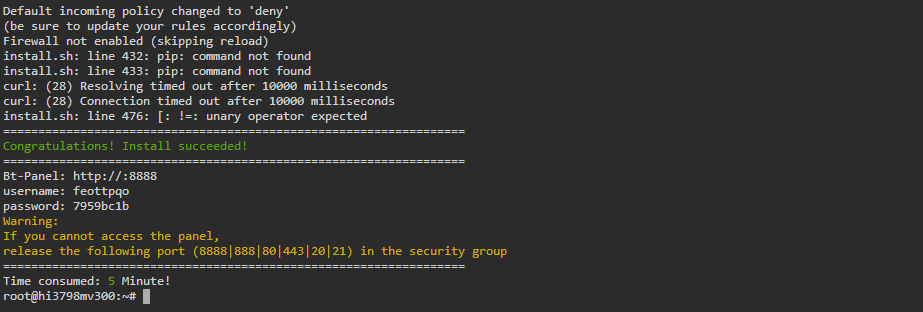 Default incoming policy changed to 'deny'
(be sure to update your rules accordingly)
Firewall not enabled (skipping reload)
install.sh: line 432: pip: command not found
install.sh: line 433: pip: command not found
curl: (28) Resolving timed out after 10000 milliseconds
curl: (28) Connection timed out after 10000 milliseconds
install.sh: line 476: [: !=: unary operator expected
==================================================================
Congratulations! Install succeeded!
==================================================================
Bt-Panel: http://:8888
username: feottpqo
password: 7959bc1b
Warning:
If you cannot access the panel,
release the following port (8888|888|80|443|20|21) in the security group
==================================================================
Time consumed: 5 Minute!
root@hi3798mv300:~#